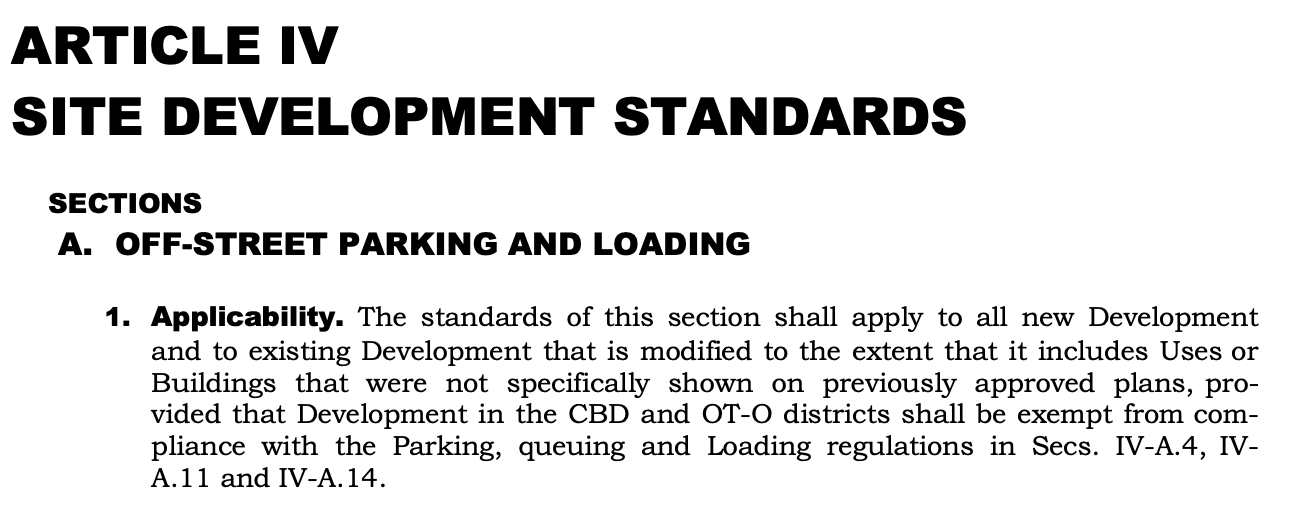 ARTICLE IV
SITE DEVELOPMENT STANDARDS
SECTIONS
A. OFF-STREET PARKING AND LOADING
1. Applicability. The standards of this section shall apply to all new Development
and to existing Development that is modified to the extent that it includes Uses or
Buildings that were not specifically shown on previously approved plans, pro-
vided that Development in the CBD and OT-O districts shall be exempt from com-
pliance with the Parking, queuing and Loading regulations in Secs. IV-A.4, IV-
A.11 and IV-A.14.